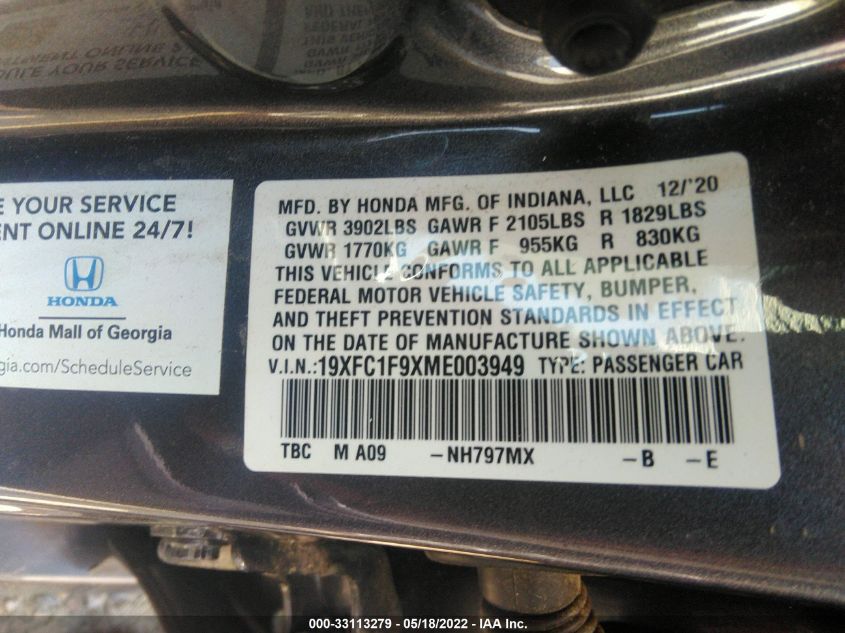 MFD. BY HONDA MFG. OF INDIANA, LLC 12/'20
GVWR 3902LBS GAWR F 2105LBS R 1829LBS
GVWR 1770KG GAWR F 955KG R 830KG
THIS VEHICLE CONFORMS TO ALL APPLICABLE
FEDERAL MOTOR VEHICLE SAFETY, BUMPER,
AND THEFT PREVENTION STANDARDS IN EFFECT
ON THE DATE OF MANUFACTURE SHOWN ABOVE.
V.I.N.:19XFC1F9XME003949 TYPE: PASSENGER CAR
TBC M A09 -NH797MX -B -E
E YOUR SERVICE
ENT ONLINE 24/7!
HONDA
Honda Mall of Georgia
gia.com/ScheduleService
000-33113279 - 05/18/2022 - IAA Inc.